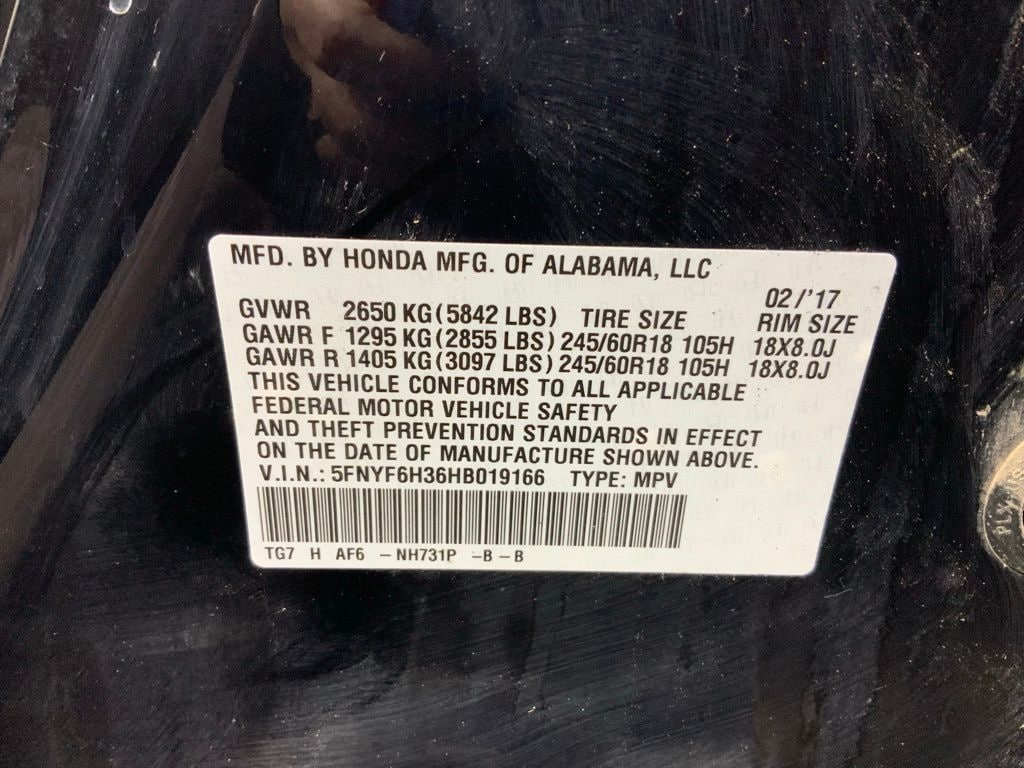 MFD. BY HONDA MFG. OF ALABAMA, LLC
02/'17
GVWR 2650 KG(5842 LBS) TIRE SIZE RIM SIZE
GAWR F 1295 KG(2855 LBS) 245/60R18 105H 18X8.0J
GAWR R 1405 KG(3097 LBS) 245/60R18 105H 18X8.0J
THIS VEHICLE CONFORMS TO ALL APPLICABLE
FEDERAL MOTOR VEHICLE SAFETY
AND THEFT PREVENTION STANDARDS IN EFFECT
ON THE DATE OF MANUFACTURE SHOWN ABOVE.
V.I.N.: 5FNYF6H36HB019166 TYPE: MPV
TG7 H AF6 -NH731P -B-B